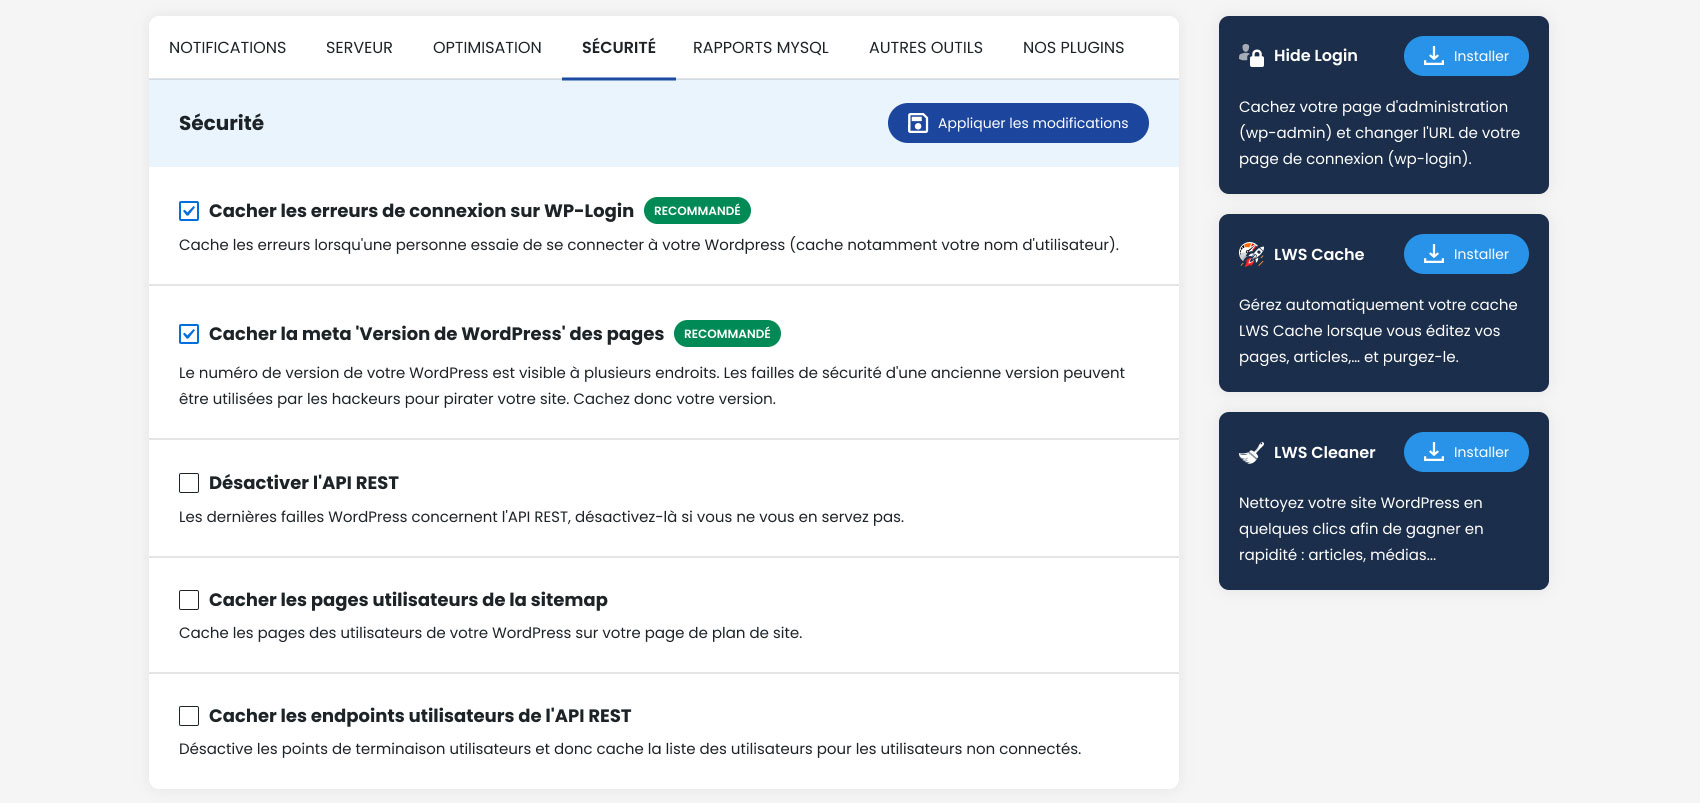 NOTIFICATIONS SERVEUR OPTIMISATION SÉCURITÉ RAPPORTS MYSQL AUTRES OUTILS NOS PLUGINS
Sécurité
Appliquer les modifications
Cacher les erreurs de connexion sur WP-Login RECOMMANDÉ
Cache les erreurs lorsqu'une personne essaie de se connecter à votre Wordpress (cache notamment votre nom d'utilisateur).
Cacher la meta 'Version de WordPress' des pages RECOMMANDÉ
Le numéro de version de votre WordPress est visible à plusieurs endroits. Les failles de sécurité d'une ancienne version peuvent
être utilisées par les hackeurs pour pirater votre site. Cachez donc votre version.
Désactiver l'API REST
Les dernières failles WordPress concernent l'API REST, désactivez-là si vous ne vous en servez pas.
Cacher les pages utilisateurs de la sitemap
Cache les pages des utilisateurs de votre WordPress sur votre page de plan de site.
Cacher les endpoints utilisateurs de l'API REST
Désactive les points de terminaison utilisateurs et donc cache la liste des utilisateurs pour les utilisateurs non connectés.
Hide Login
Installer
Cachez votre page d'administration
(wp-admin) et changer l'URL de votre
page de connexion (wp-login).
LWS Cache
Installer
Gérez automatiquement votre cache
LWS Cache lorsque vous éditez vos
pages, articles,... et purgez-le.
LWS Cleaner
Installer
Nettoyez votre site WordPress en
quelques clics afin de gagner en
rapidité : articles, médias...